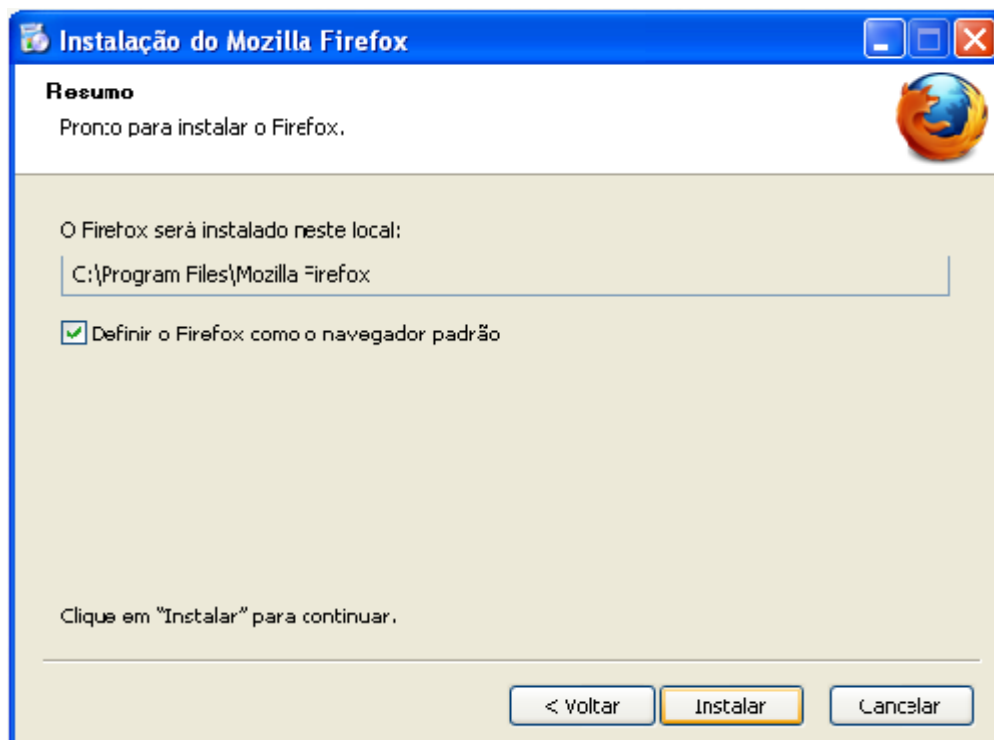 Instalação do Mozilla Firefox
Resumo
Pronto para instalar o Firefox.
O Firefox será instalado neste local:
C:\Program Files\Mozilla Firefox
Definir o Firefox como o navegador padrão
Clique em “Instalar” para continuar.
< Voltar
Instalar
Cancelar